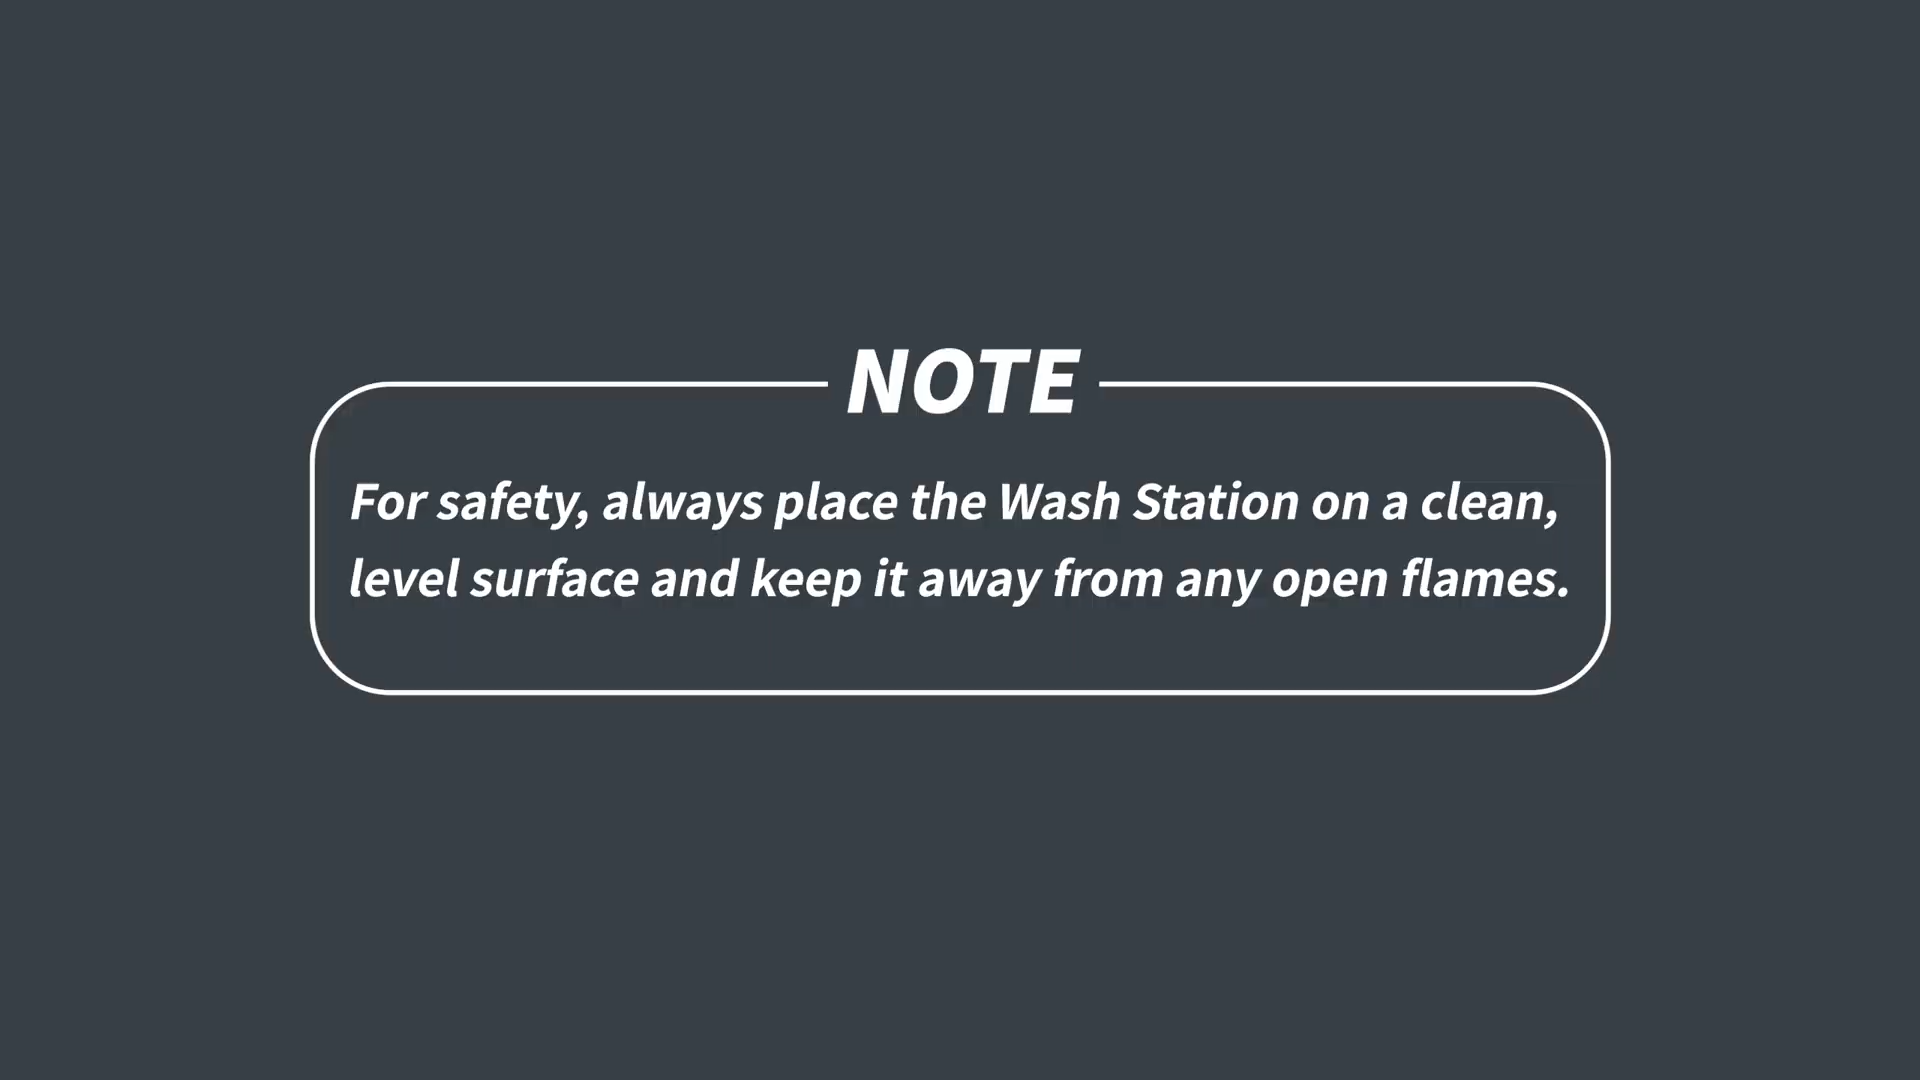 NOTE
For safety, always place the Wash Station on a clean,
level surface and keep it away from any open flames.